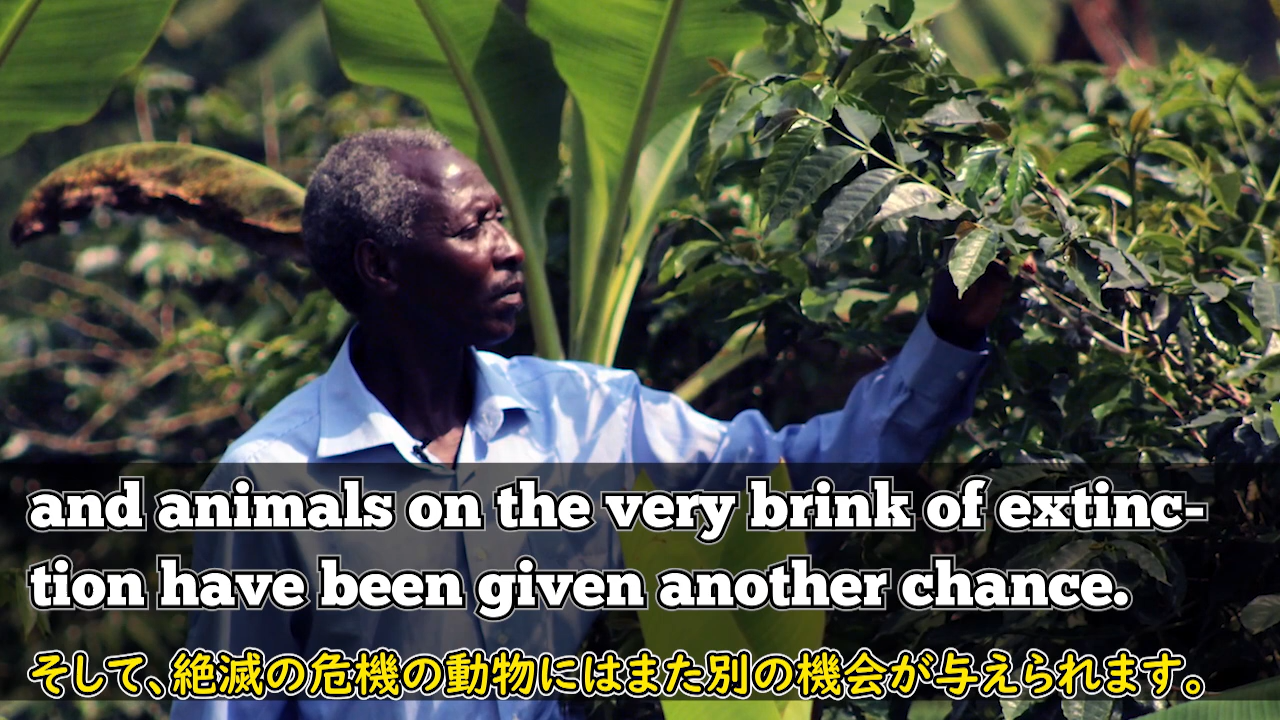 and animals on the very brink of extinc-
tion have been given another chance.
そして、絶滅の危機の動物にはまた別の機会が与えられます。